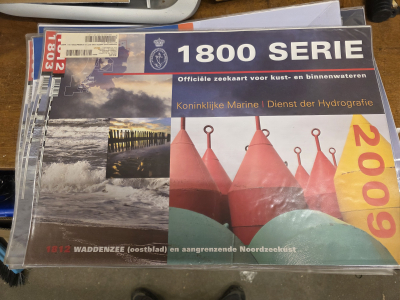 1803
1812
1800 SERIE
Officiële zeekaart voor kust- en binnenwateren
Koninklijke Marine | Dienst der Hydrografie
2009
1812 WADDENZEE (oostblad) en aangrenzende Noordzeekust